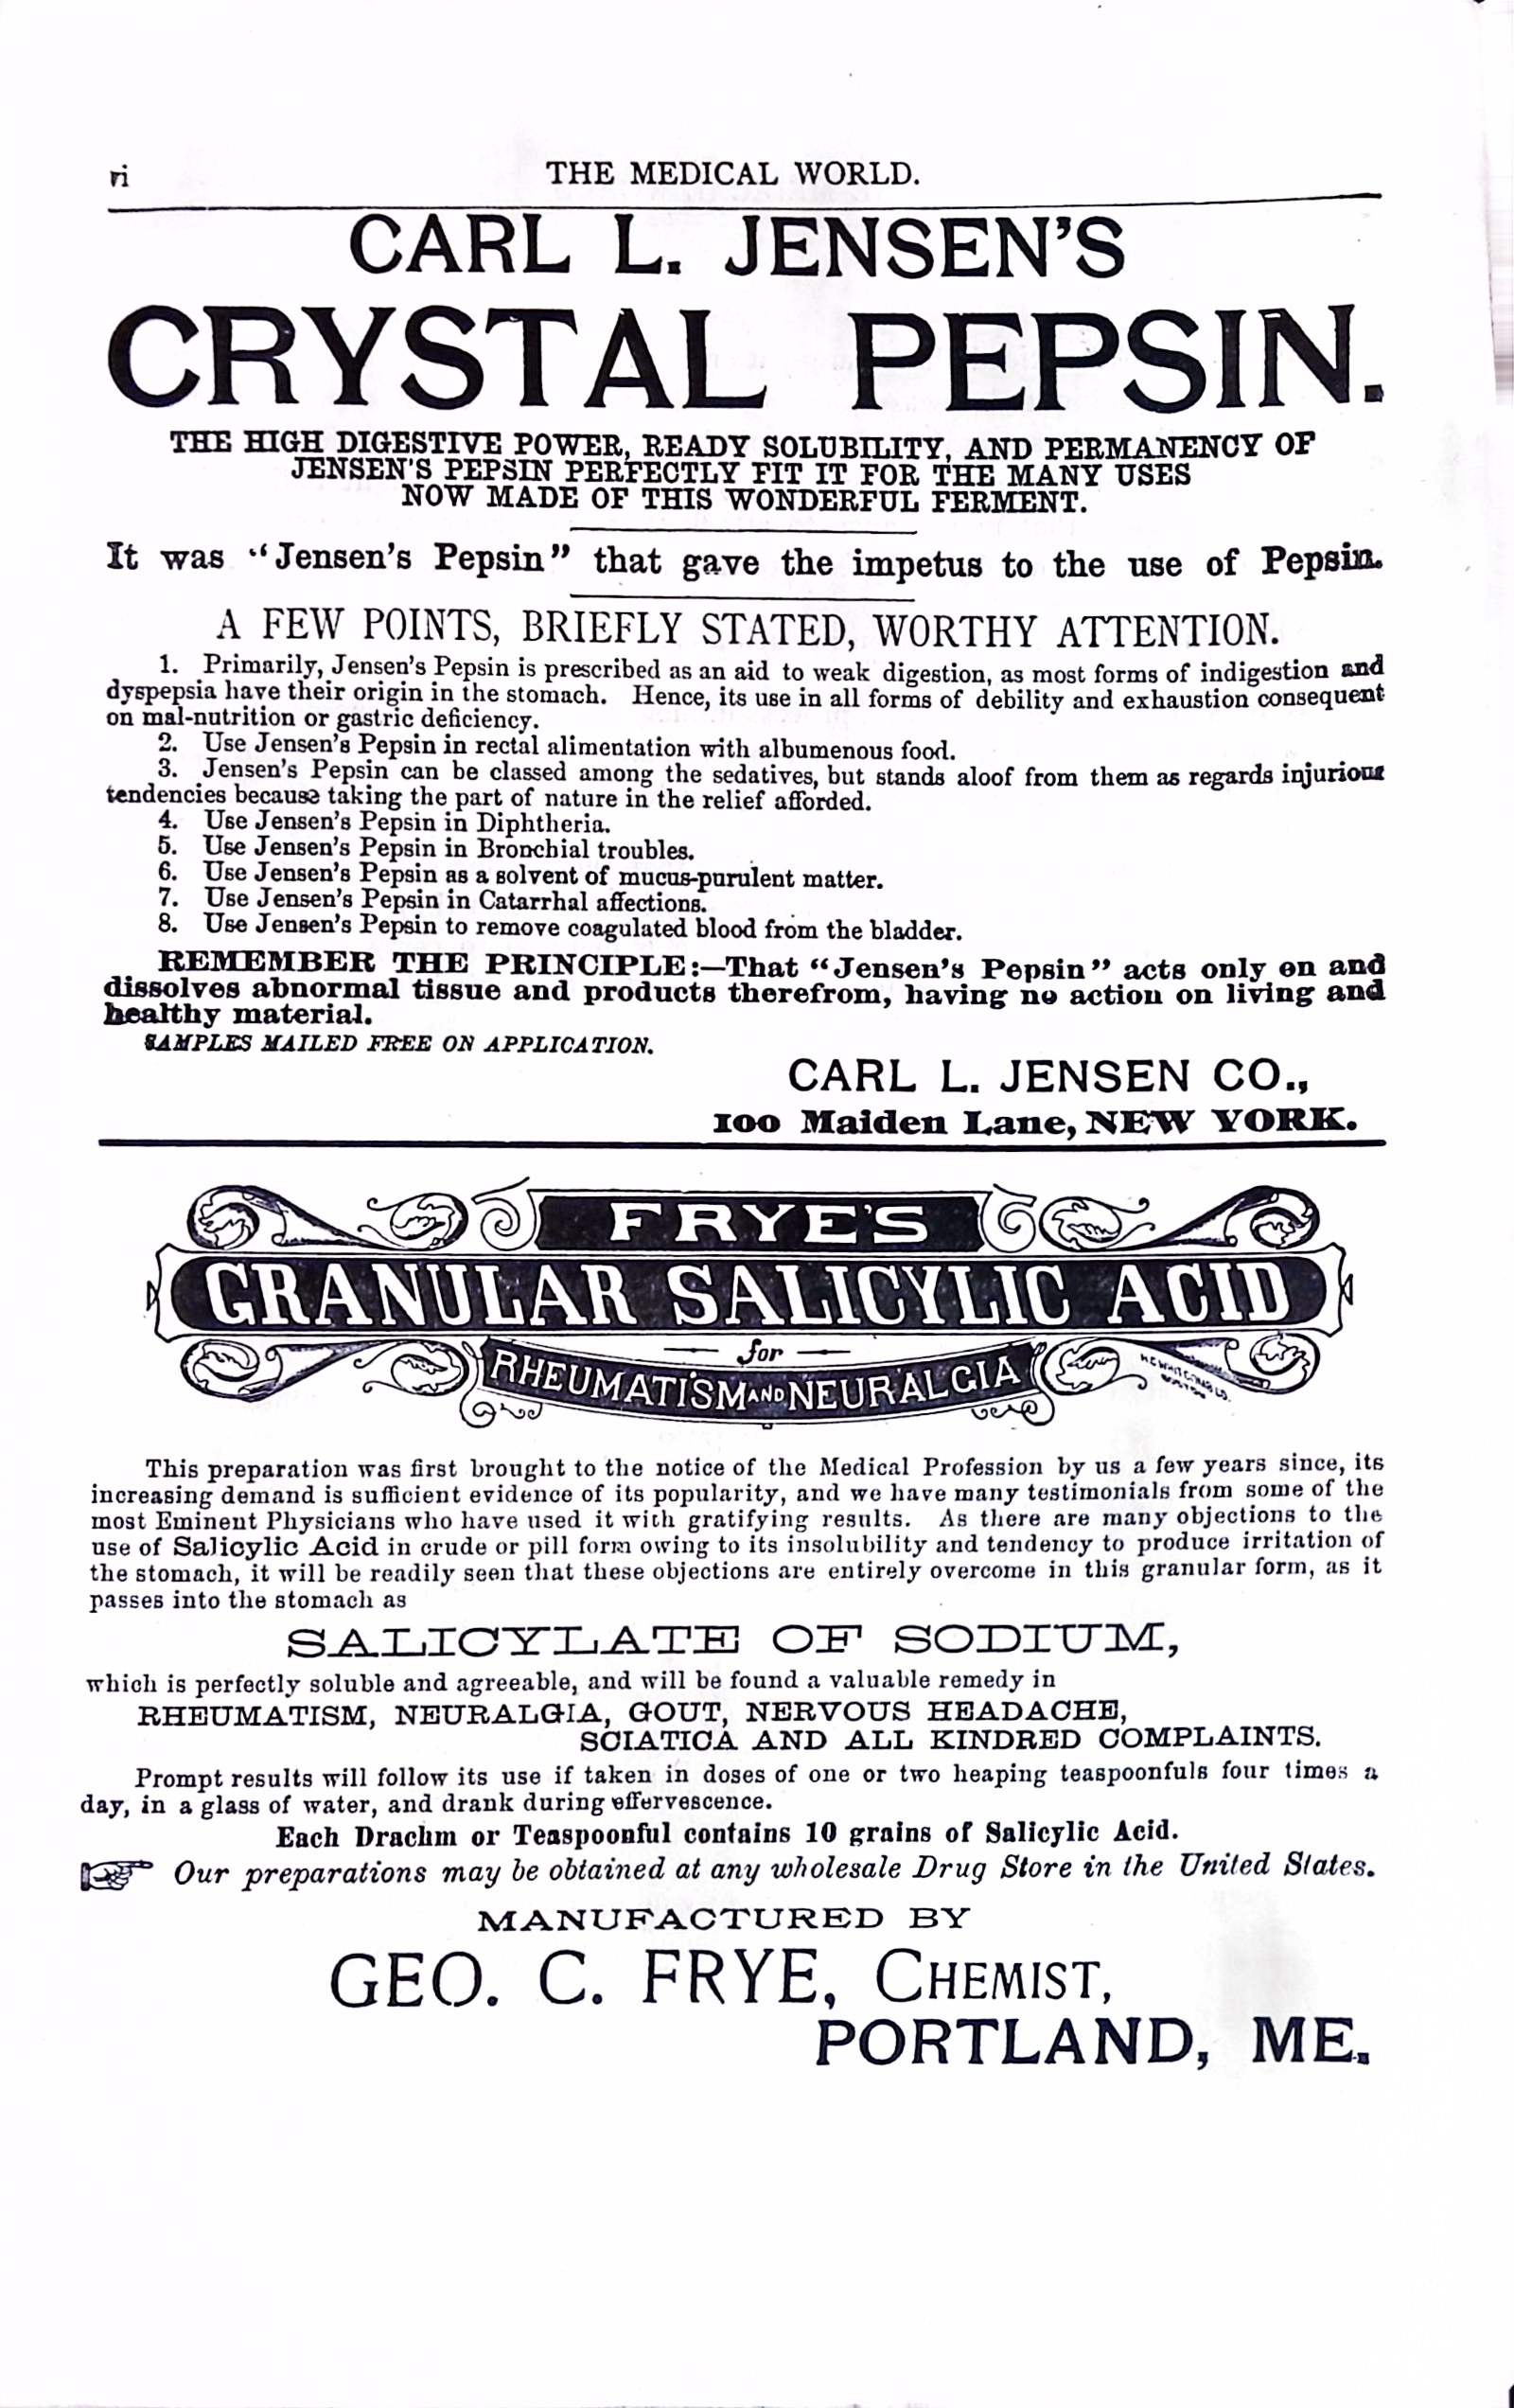 vi
THE MEDICAL WORLD.
CARL L. JENSEN'S
CRYSTAL PEPSIN.
THE HIGH DIGESTIVE POWER, READY SOLUBILITY, AND PERMANENCY OF
JENSEN'S PEPSIN PERFECTLY FIT IT FOR THE MANY USES
NOW MADE OF THIS WONDERFUL FERMENT.
It was "Jensen's Pepsin" that gave the impetus to the use of Pepsin.
A FEW POINTS, BRIEFLY STATED, WORTHY ATTENTION.
1. Primarily, Jensen's Pepsin is prescribed as an aid to weak digestion, as most forms of indigestion and
dyspepsia have their origin in the stomach. Hence, its use in all forms of debility and exhaustion consequent
on mal-nutrition or gastric deficiency.
2. Use Jensen's Pepsin in rectal alimentation with albumenous food.
3. Jensen's Pepsin can be classed among the sedatives, but stands aloof from them as regards injurious
tendencies because taking the part of nature in the relief afforded.
4. Use Jensen's Pepsin in Diphtheria.
5. Use Jensen's Pepsin in Bronchial troubles.
6. Use Jensen's Pepsin as a solvent of mucus-purulent matter.
7. Use Jensen's Pepsin in Catarrhal affections.
8. Use Jensen's Pepsin to remove coagulated blood from the bladder.
REMEMBER THE PRINCIPLE:—That "Jensen's Pepsin" acts only on and
dissolves abnormal tissue and products therefrom, having no action on living and
healthy material.
SAMPLES MAILED FREE ON APPLICATION.
CARL L. JENSEN CO.,
100 Maiden Lane, NEW YORK.
FRYE'S
GRANULAR SALICYLIC ACID
for
RHEUMATISM AND NEURALGIA
This preparation was first brought to the notice of the Medical Profession by us a few years since, its
increasing demand is sufficient evidence of its popularity, and we have many testimonials from some of the
most Eminent Physicians who have used it with gratifying results. As there are many objections to the
use of Salicylic Acid in crude or pill form owing to its insolubility and tendency to produce irritation of
the stomach, it will be readily seen that these objections are entirely overcome in this granular form, as it
passes into the stomach as
SALICYLATE OF SODIUM,
which is perfectly soluble and agreeable, and will be found a valuable remedy in
RHEUMATISM, NEURALGIA, GOUT, NERVOUS HEADACHE,
SCIATICA AND ALL KINDRED COMPLAINTS.
Prompt results will follow its use if taken in doses of one or two heaping teaspoonfuls four times a
day, in a glass of water, and drank during effervescence.
Each Drachm or Teaspoonful contains 10 grains of Salicylic Acid.
☞ Our preparations may be obtained at any wholesale Drug Store in the United States.
MANUFACTURED BY
GEO. C. FRYE, CHEMIST,
PORTLAND, ME.